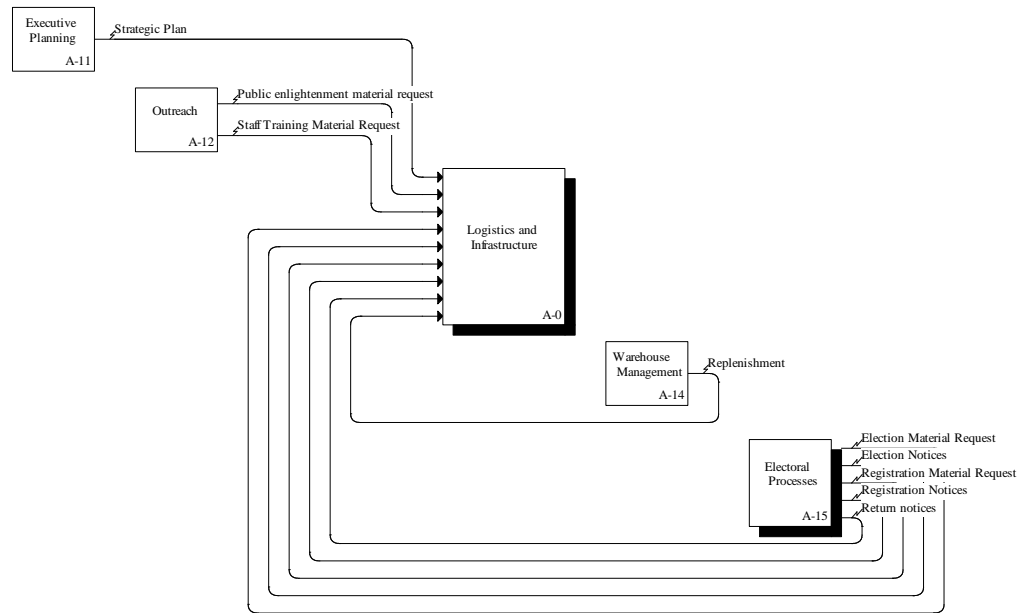 Executive
Planning
A-11
Strategic Plan
Outreach
A-12
Public enlightenment material request
Staff Training Material Request
Logistics and
Infrastructure
A-0
Warehouse
Management
A-14
Replenishment
Electoral
Processes
A-15
Election Material Request
Election Notices
Registration Material Request
Registration Notices
Return notices